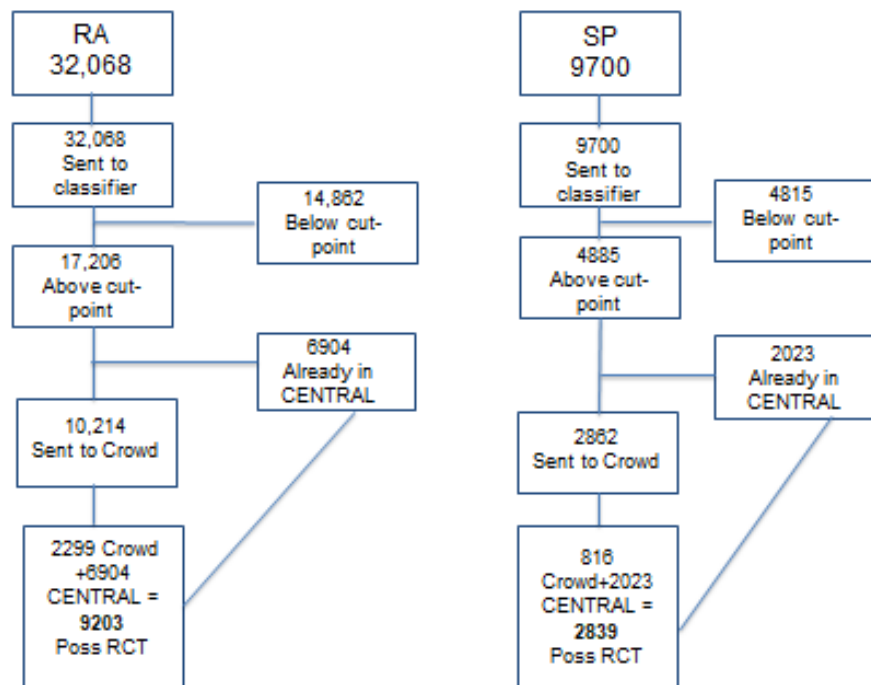 RA
32,068
32,068
Sent to
classifier
14,862
Below cut-
point
17,206
Above cut-
point
6904
Already in
CENTRAL
10,214
Sent to Crowd
2299 Crowd
+6904
CENTRAL =
9203
Poss RCT
SP
9700
9700
Sent to
classifier
4815
Below cut-
point
4885
Above cut-
point
2023
Already in
CENTRAL
2862
Sent to Crowd
816
Crowd+2023
CENTRAL =
2839
Poss RCT